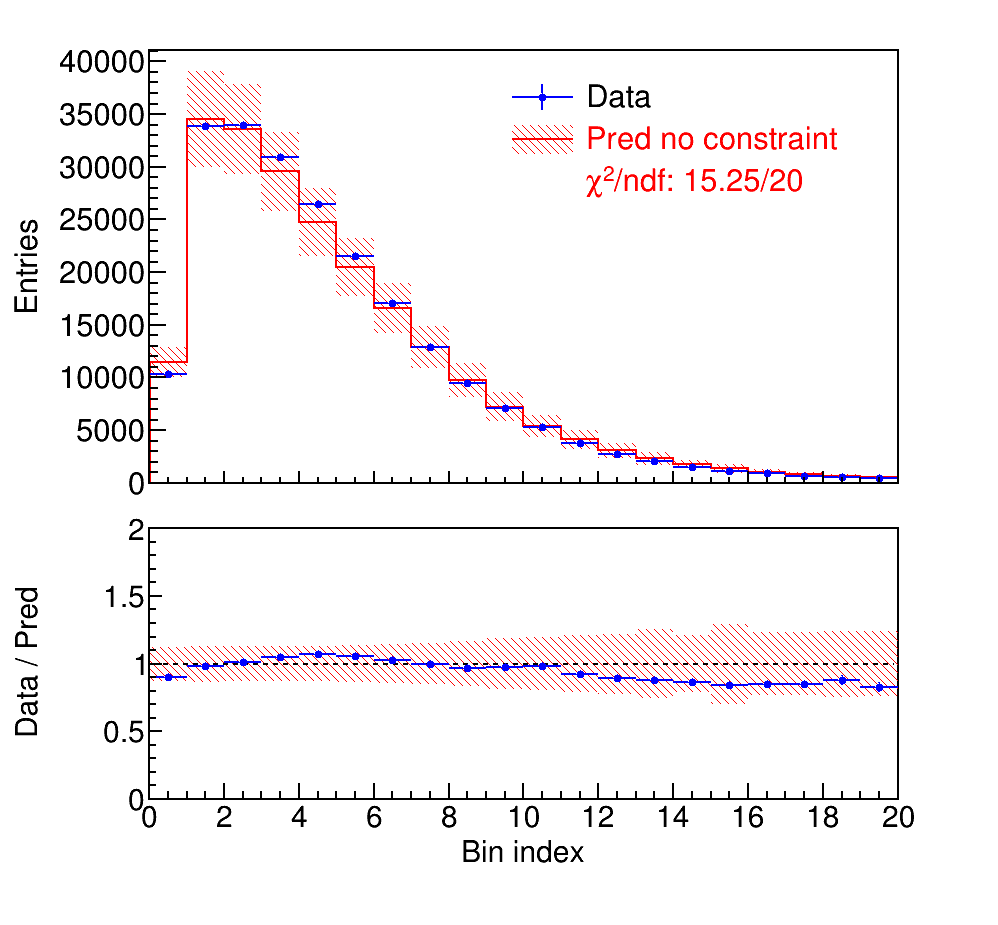 40000
35000
30000
25000
20000
15000
10000
5000
0
Entries
Data
Pred no constraint
χ²/ndf: 15.25/20
2
1.5
1
0.5
0
Data / Pred
0 2 4 6 8 10 12 14 16 18 20
Bin index